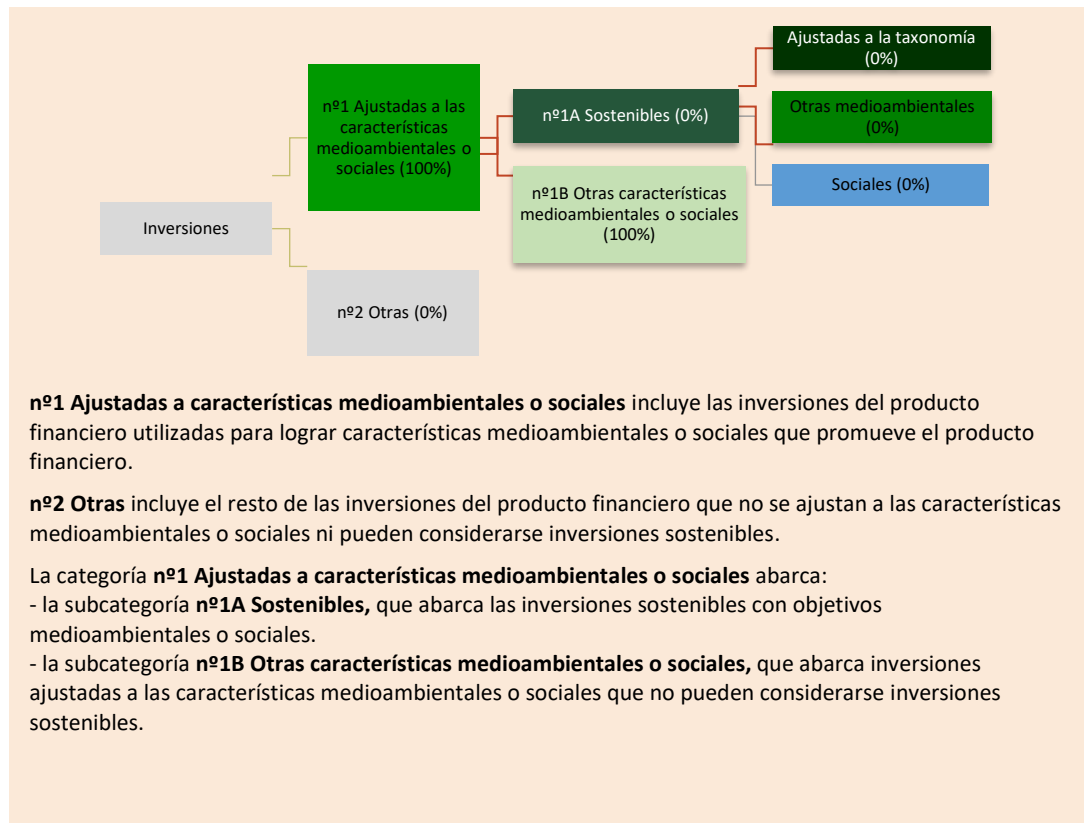 Ajustadas a la taxonomía
(0%)
nº1 Ajustadas a las
características
medioambientales o
sociales (100%)
nº1A Sostenibles (0%)
Otras medioambientales
(0%)
nº1B Otras características
medioambientales o sociales
(100%)
Sociales (0%)
Inversiones
nº2 Otras (0%)
nº1 Ajustadas a características medioambientales o sociales incluye las inversiones del producto
financiero utilizadas para lograr características medioambientales o sociales que promueve el producto
financiero.
nº2 Otras incluye el resto de las inversiones del producto financiero que no se ajustan a las características
medioambientales o sociales ni pueden considerarse inversiones sostenibles.
La categoría nº1 Ajustadas a características medioambientales o sociales abarca:
- la subcategoría nº1A Sostenibles, que abarca las inversiones sostenibles con objetivos
medioambientales o sociales.
- la subcategoría nº1B Otras características medioambientales o sociales, que abarca inversiones
ajustadas a las características medioambientales o sociales que no pueden considerarse inversiones
sostenibles.